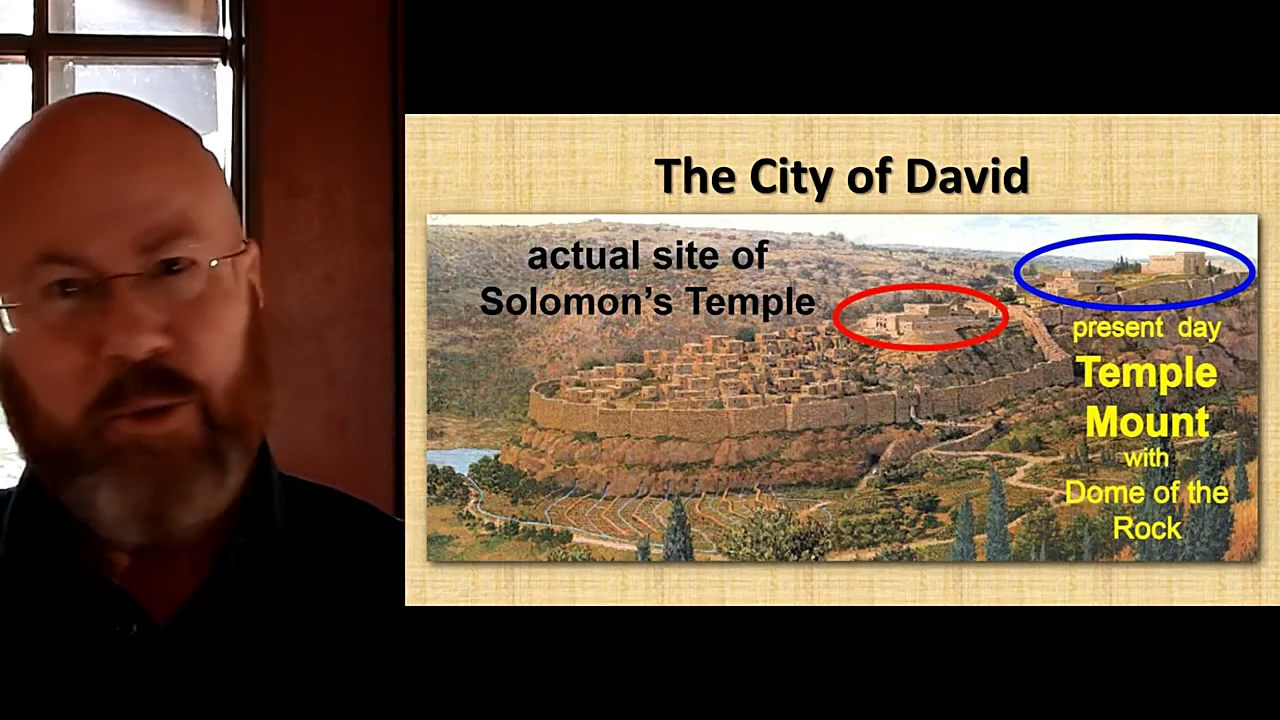 The City of David
actual site of
Solomon's Temple
present day
Temple
Mount
with
Dome of the
Rock